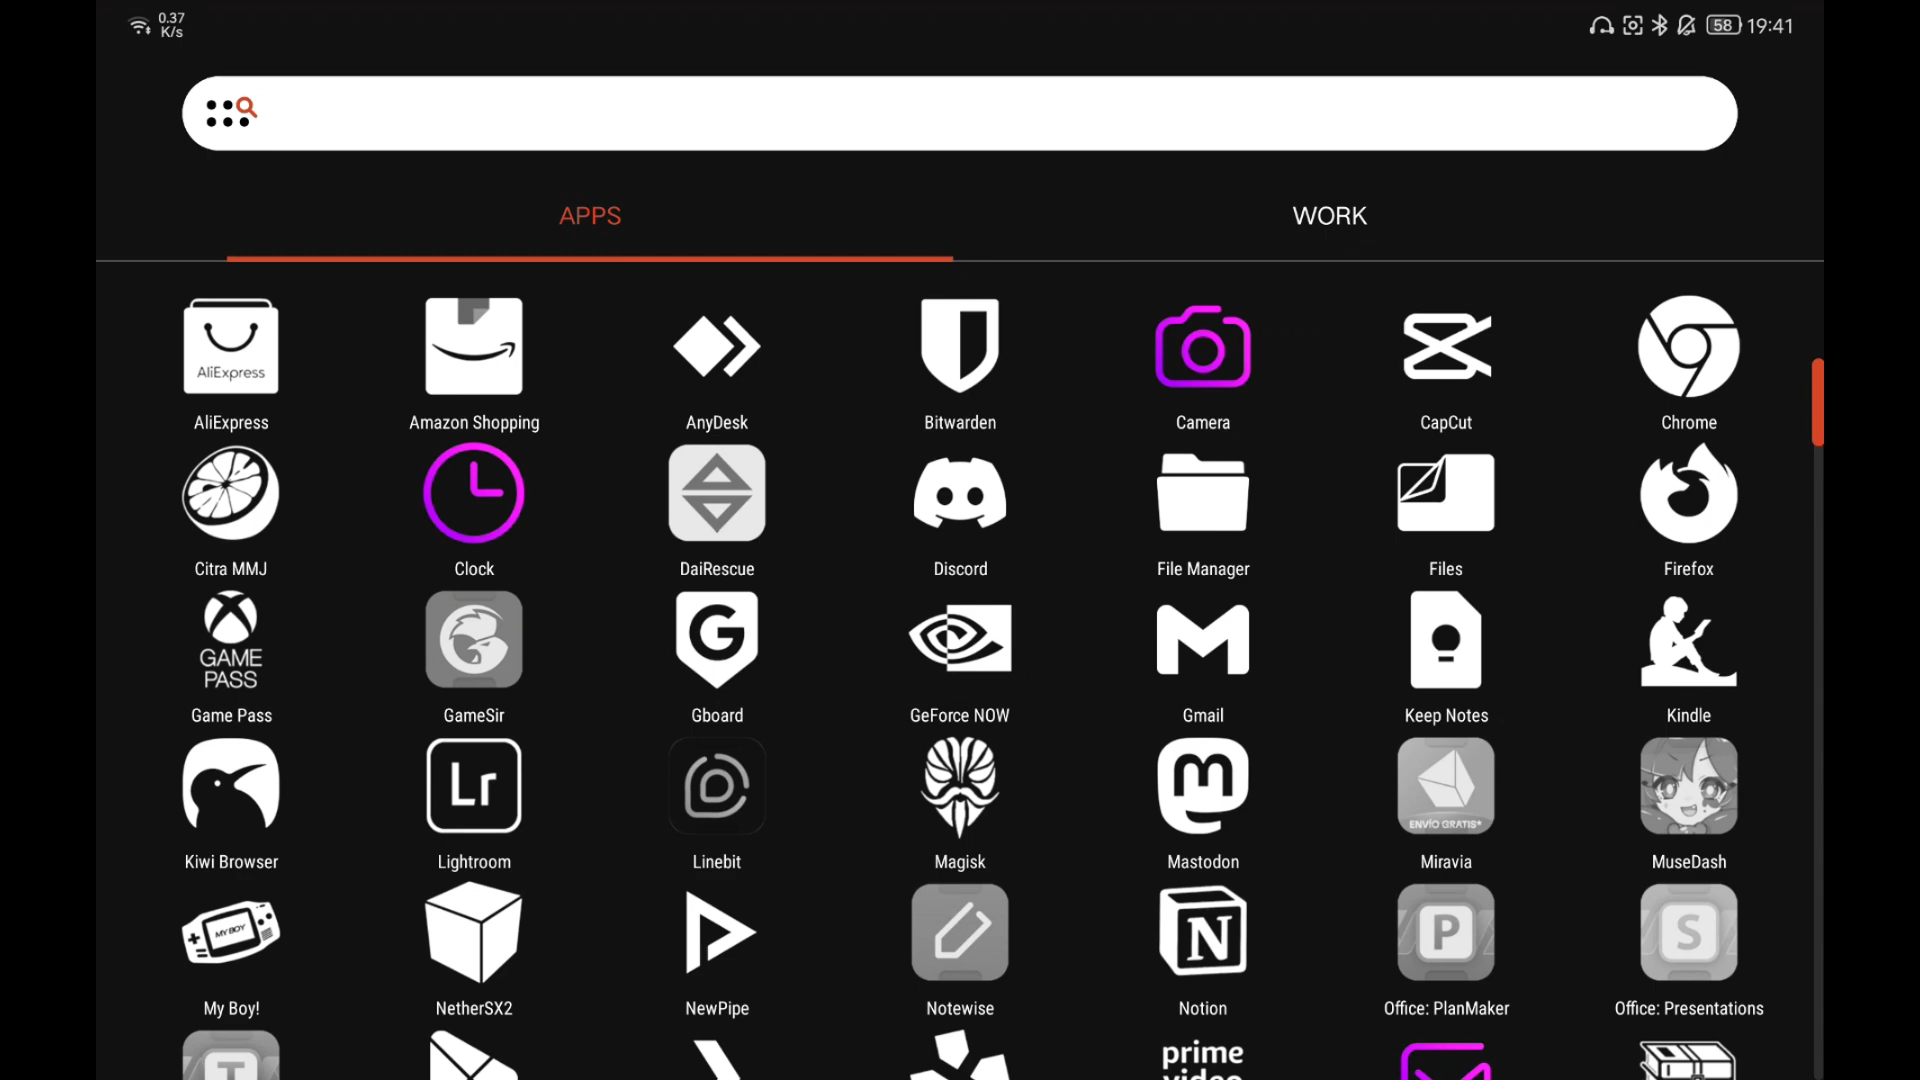 0.37
K/s
58 19:41
APPS WORK
AliExpress
AliExpress Amazon Shopping AnyDesk Bitwarden Camera CapCut Chrome
Citra MMJ Clock DaiRescue Discord File Manager Files Firefox
GAME
PASS
Game Pass GameSir Gboard GeForce NOW Gmail Keep Notes Kindle
Lr
ENVÍO GRATIS*
Kiwi Browser Lightroom Linebit Magisk Mastodon Miravia MuseDash
MY BOY
N P S
My Boy! NetherSX2 NewPipe Notewise Notion Office: PlanMaker Office: Presentations
T
prime
video